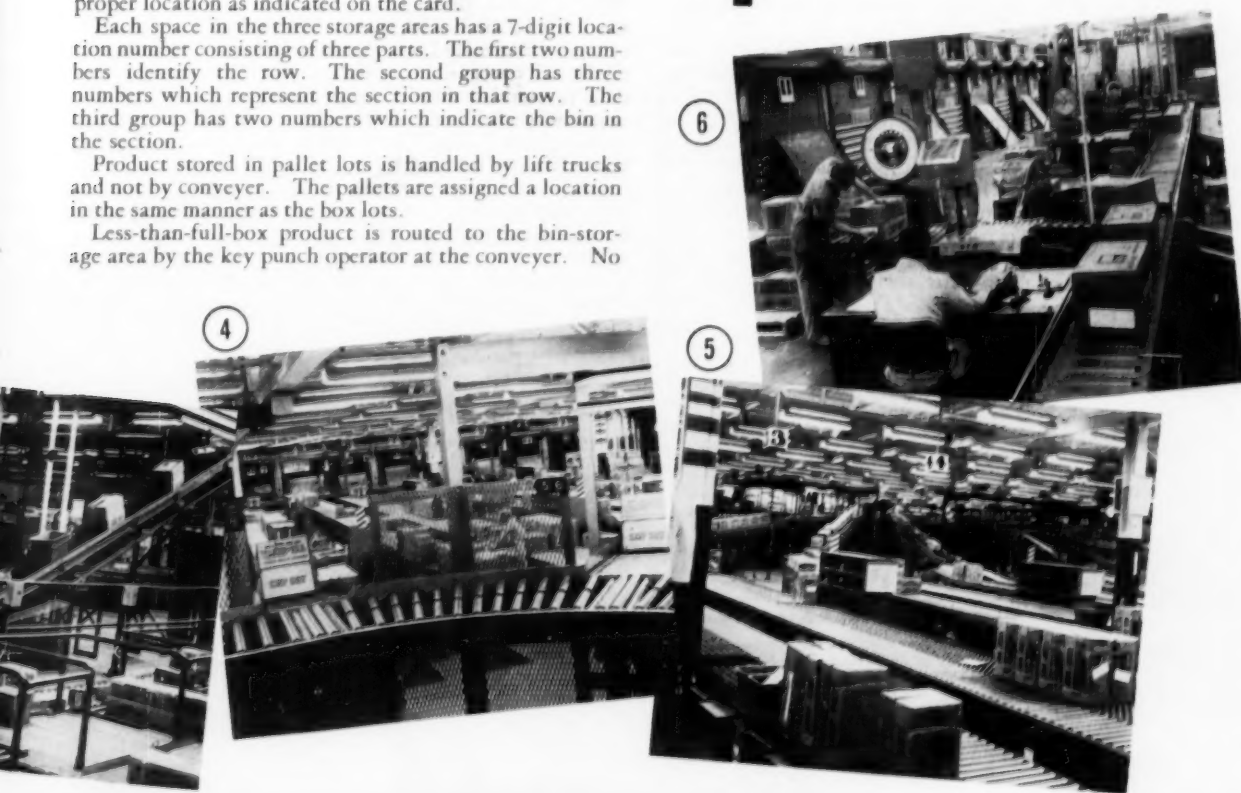 proper location as indicated on the card.
Each space in the three storage areas has a 7-digit loca-
tion number consisting of three parts. The first two num-
bers identify the row. The second group has three
numbers which represent the section in that row. The
third group has two numbers which indicate the bin in
the section.
Product stored in pallet lots is handled by lift trucks
and not by conveyer. The pallets are assigned a location
in the same manner as the box lots.
Less-than-full-box product is routed to the bin-stor-
age area by the key punch operator at the conveyer. No
6
4
5